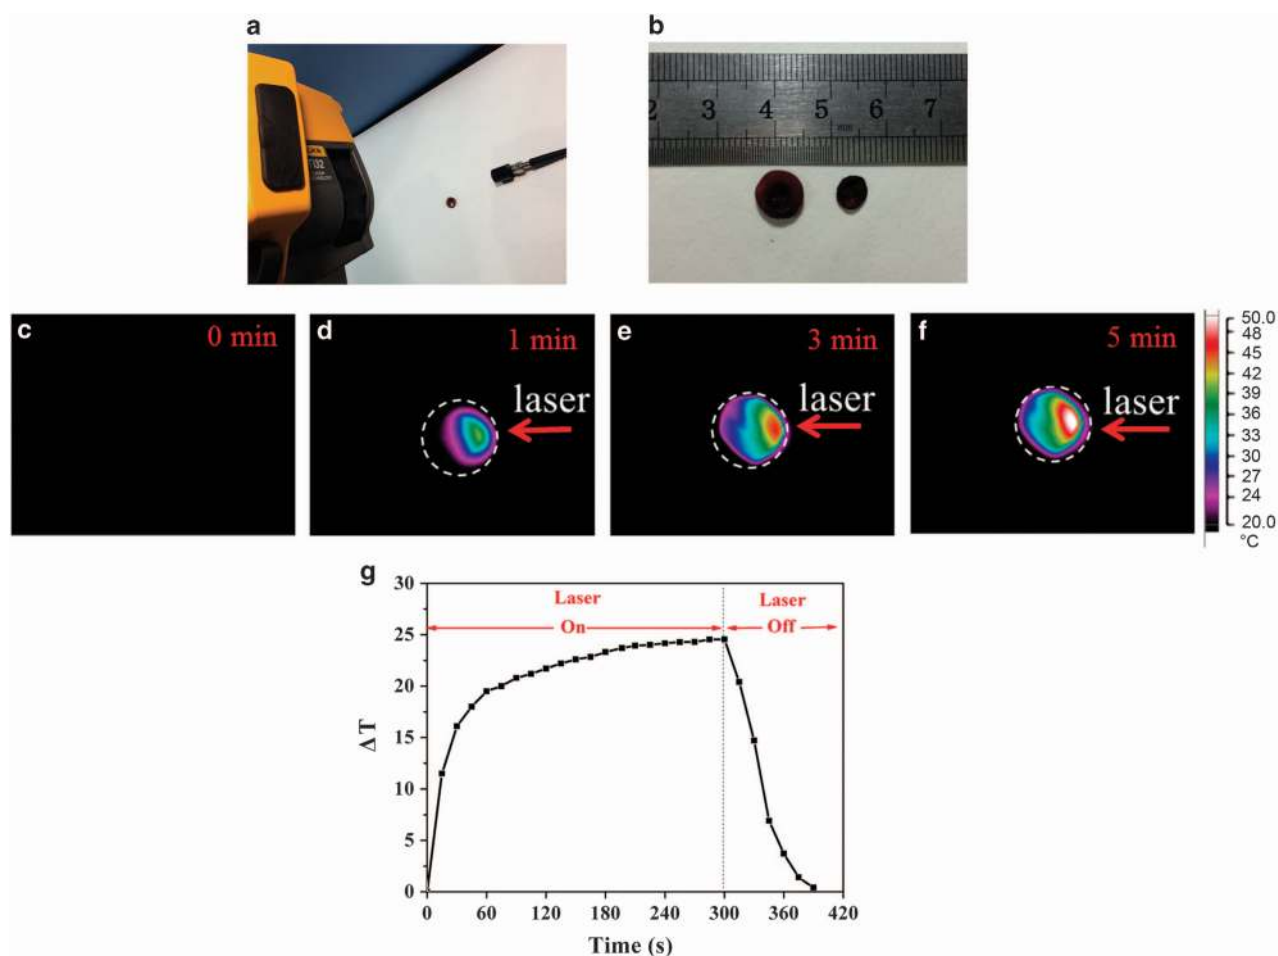 a
b
2 3 4 5 6 7
c
0 min
d
1 min
laser
e
3 min
laser
f
5 min
laser
50.0
48
45
42
39
36
33
30
27
24
20.0
°C
g
30
25
20
15
10
5
0
Laser
On
Laser
Off
ΔT
0 60 120 180 240 300 360 420
Time (s)